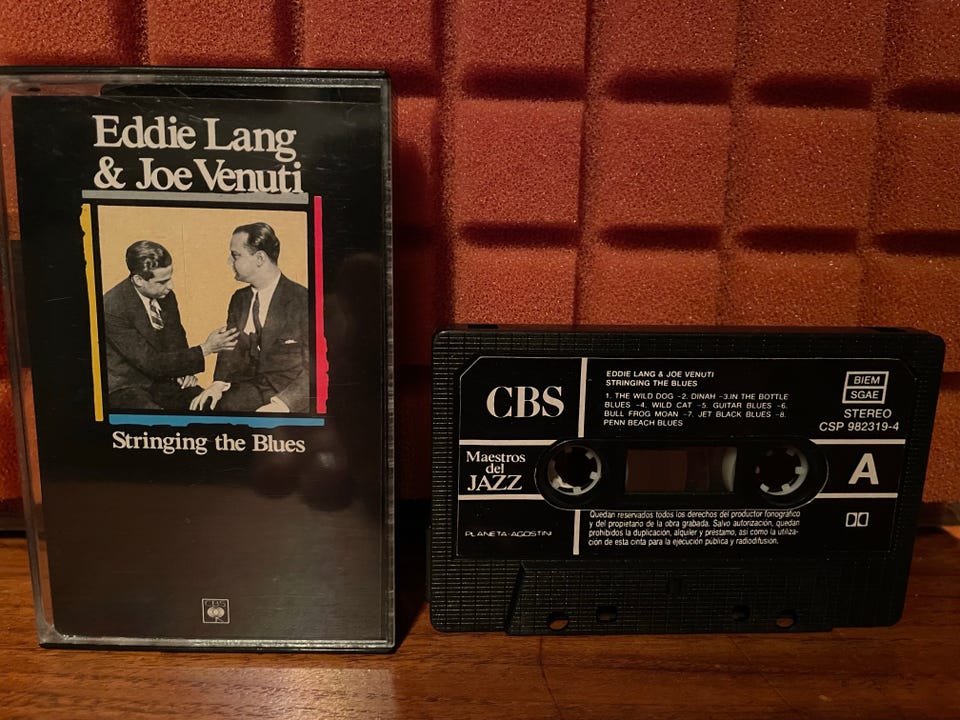 Eddie Lang
& Joe Venuti
Stringing the Blues
CBS
CBS
EDDIE LANG & JOE VENUTI
STRINGING THE BLUES
1. THE WILD DOG -2. DINAH -3.IN THE BOTTLE
BLUES -4. WILD CAT -5. GUITAR BLUES -6.
BULL FROG MOAN -7. JET BLACK BLUES -8.
PENN BEACH BLUES
BIEM
SGAE
STEREO
CSP 982319-4
Maestros
del
JAZZ
A
PLANETA-AGOSTINI
Quedan reservados todos los derechos del productor fonográfico
y del propietario de la obra grabada. Salvo autorización, quedan
prohibidos la duplicación, alquiler y préstamo, así como la utiliza-
ción de esta cinta para la ejecución publica y radiodifusion.